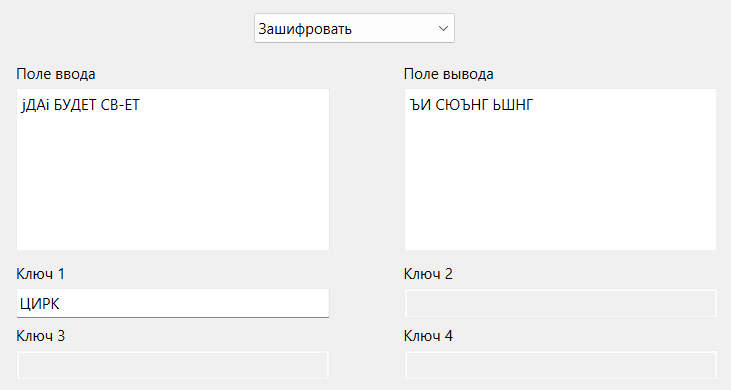 Зашифровать
Поле ввода
Поле вывода
jДАi БУДЕТ СВ-ЕТ
ЪИ СЮЪНГ ЬШНГ
Ключ 1
Ключ 2
ЦИРК
Ключ 3
Ключ 4